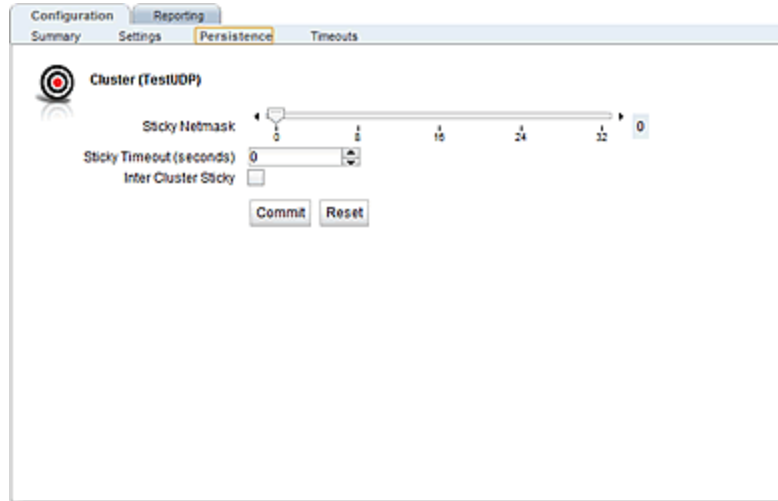 Configuration Reporting
Summary Settings Persistence Timeouts
Cluster (TestUDP)
Sticky Netmask 0
0 8 16 24 32
Sticky Timeout (seconds) 0
Inter Cluster Sticky
Commit Reset